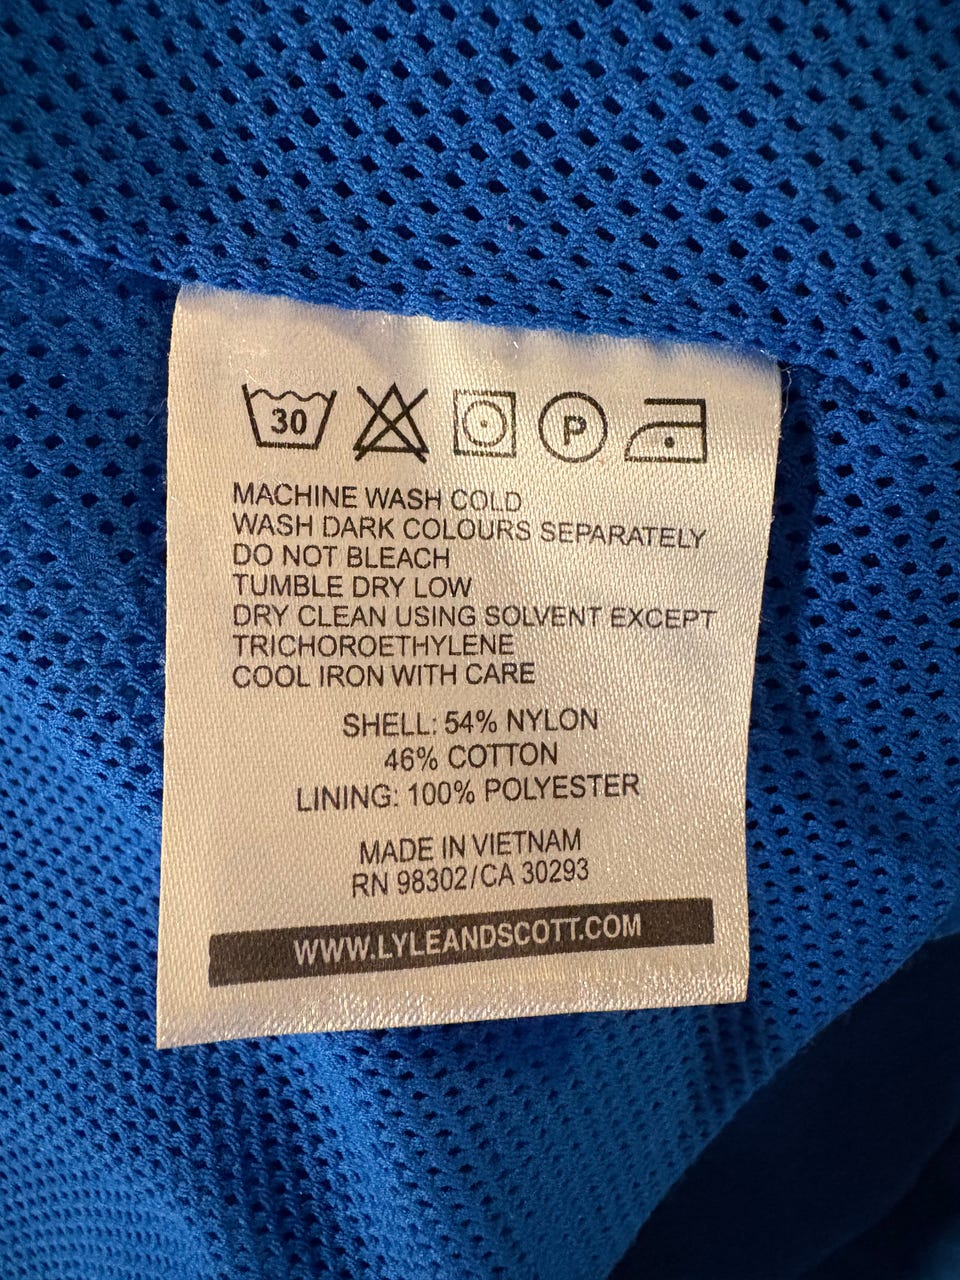 30
P
MACHINE WASH COLD
WASH DARK COLOURS SEPARATELY
DO NOT BLEACH
TUMBLE DRY LOW
DRY CLEAN USING SOLVENT EXCEPT
TRICHOROETHYLENE
COOL IRON WITH CARE
SHELL: 54% NYLON
46% COTTON
LINING: 100% POLYESTER
MADE IN VIETNAM
RN 98302/CA 30293
WWW.LYLEANDSCOTT.COM